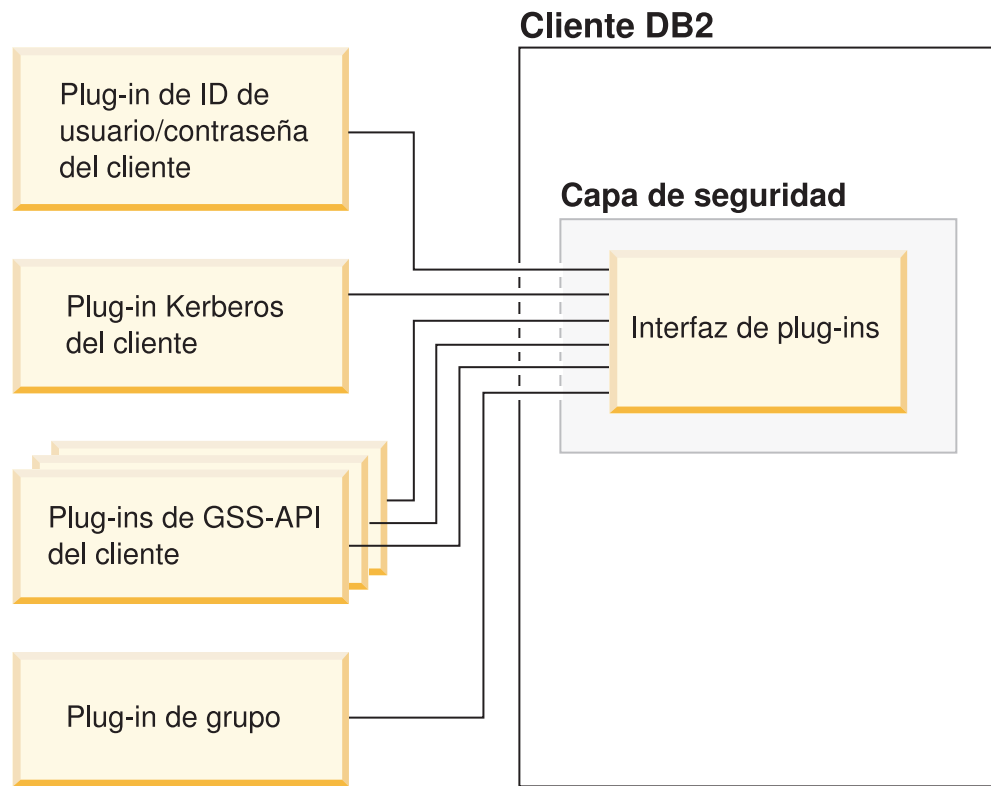 Cliente DB2
Plug-in de ID de
usuario/contraseña
del cliente
Capa de seguridad
Plug-in Kerberos
del cliente
Interfaz de plug-ins
Plug-ins de GSS-API
del cliente
Plug-in de grupo